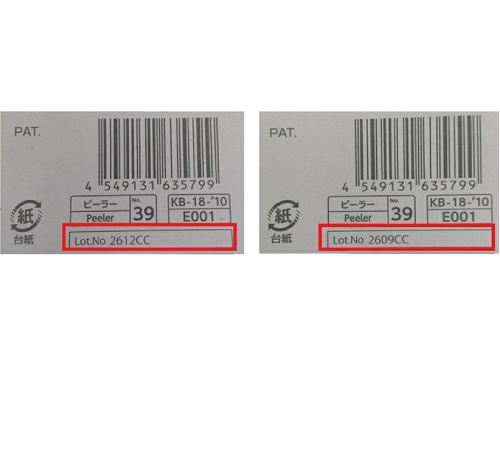 PAT.
4 549131 635799
ピーラー
Peeler
No.
39
KB-18-'10
E001
紙
台紙
Lot.No 2612CC
PAT.
4 549131 635799
ピーラー
Peeler
No.
39
KB-18-'10
E001
紙
台紙
Lot.No 2609CC